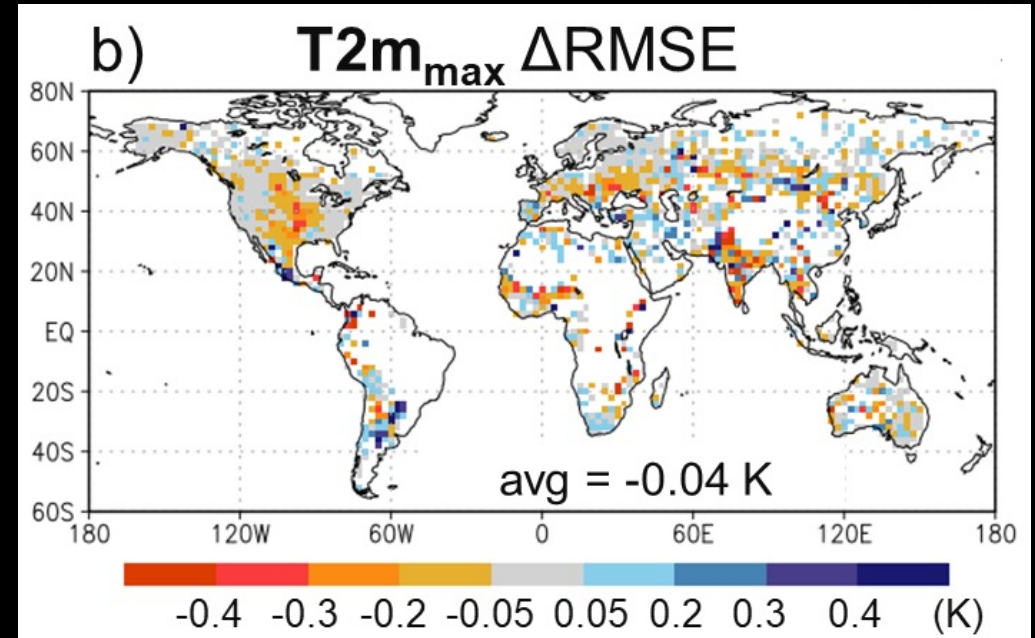 b) T2mmax ΔRMSE
80N
60N
40N
20N
EQ
20S
40S
60S
avg = -0.04 K
180 120W 60W 0 60E 120E 180
-0.4 -0.3 -0.2 -0.05 0.05 0.2 0.3 0.4 (K)